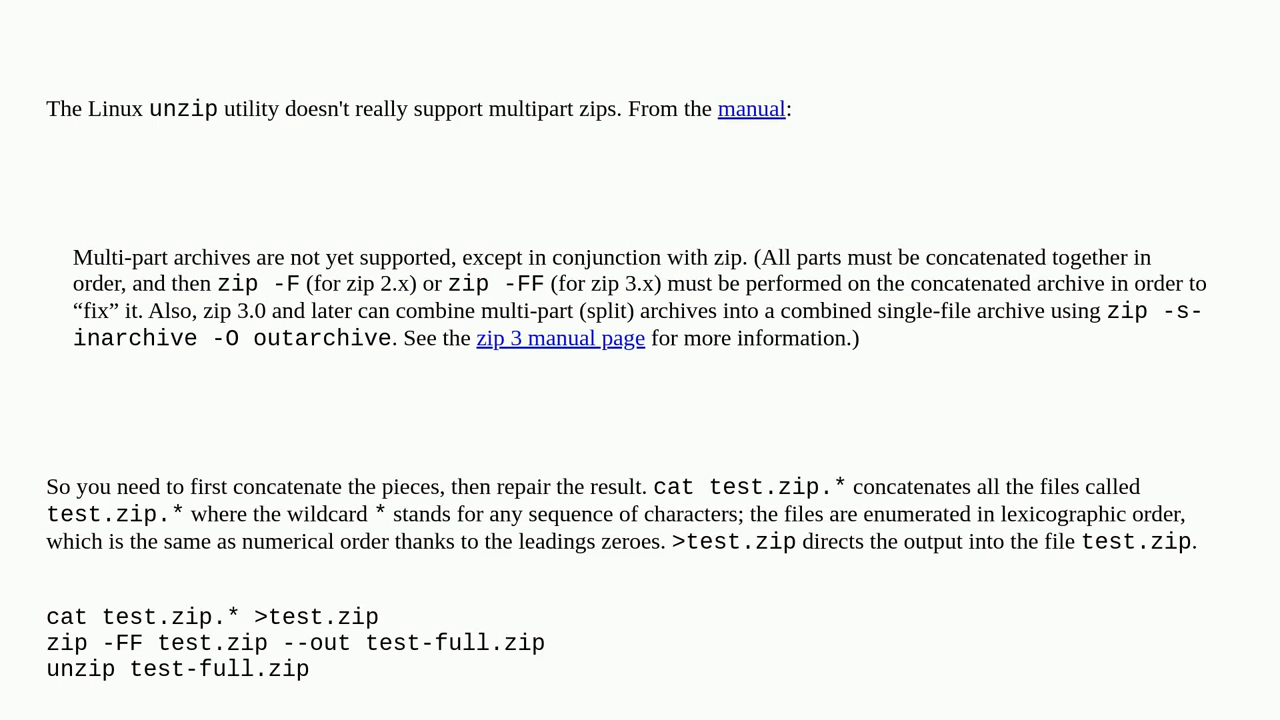 The Linux unzip utility doesn't really support multipart zips. From the manual:
Multi-part archives are not yet supported, except in conjunction with zip. (All parts must be concatenated together in
order, and then zip -F (for zip 2.x) or zip -FF (for zip 3.x) must be performed on the concatenated archive in order to
“fix” it. Also, zip 3.0 and later can combine multi-part (split) archives into a combined single-file archive using zip -s-
inarchive -O outarchive. See the zip 3 manual page for more information.)
So you need to first concatenate the pieces, then repair the result. cat test.zip.* concatenates all the files called
test.zip.* where the wildcard * stands for any sequence of characters; the files are enumerated in lexicographic order,
which is the same as numerical order thanks to the leadings zeroes. >test.zip directs the output into the file test.zip.
cat test.zip.* >test.zip
zip -FF test.zip --out test-full.zip
unzip test-full.zip